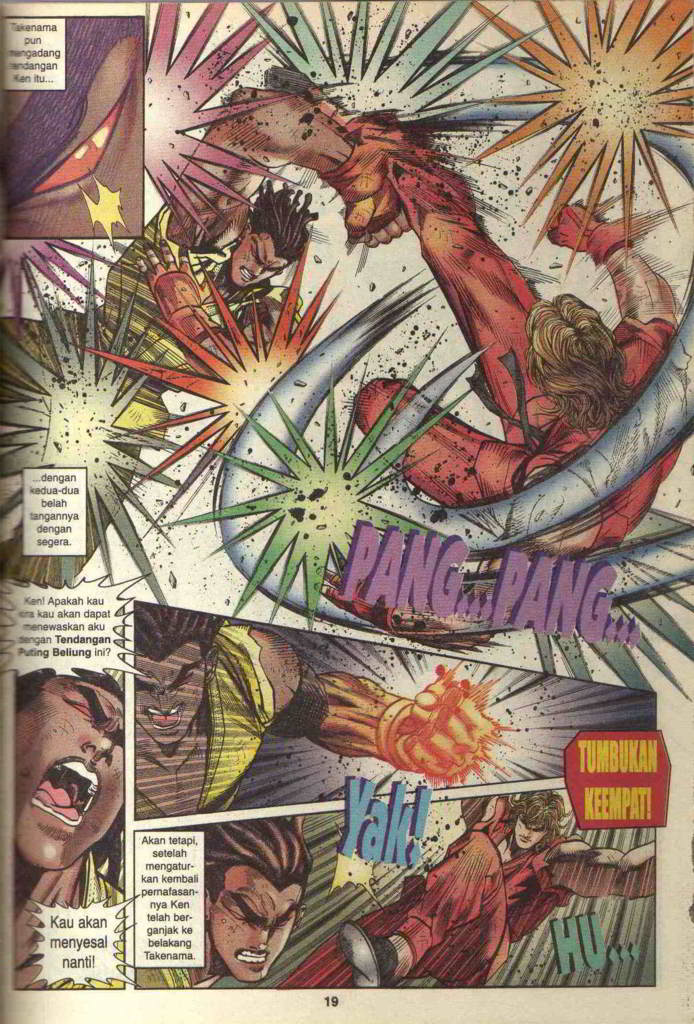 Takenama
pun
mengadang
tendangan
Ken itu...
...dengan
kedua-dua
belah
tangannya
dengan
segera.
PANG...PANG...
Ken! Apakah kau
kira kau akan dapat
menewaskan aku
dengan Tendangan
Puting Beliung ini?
Kau akan
menyesal
nanti!
TUMBUKAN
KEEMPAT!
Yak!
Akan tetapi,
setelah
mengatur-
kan kembali
pernafasan-
nya Ken
telah ber-
ganjak ke
belakang
Takenama.
HU...
19